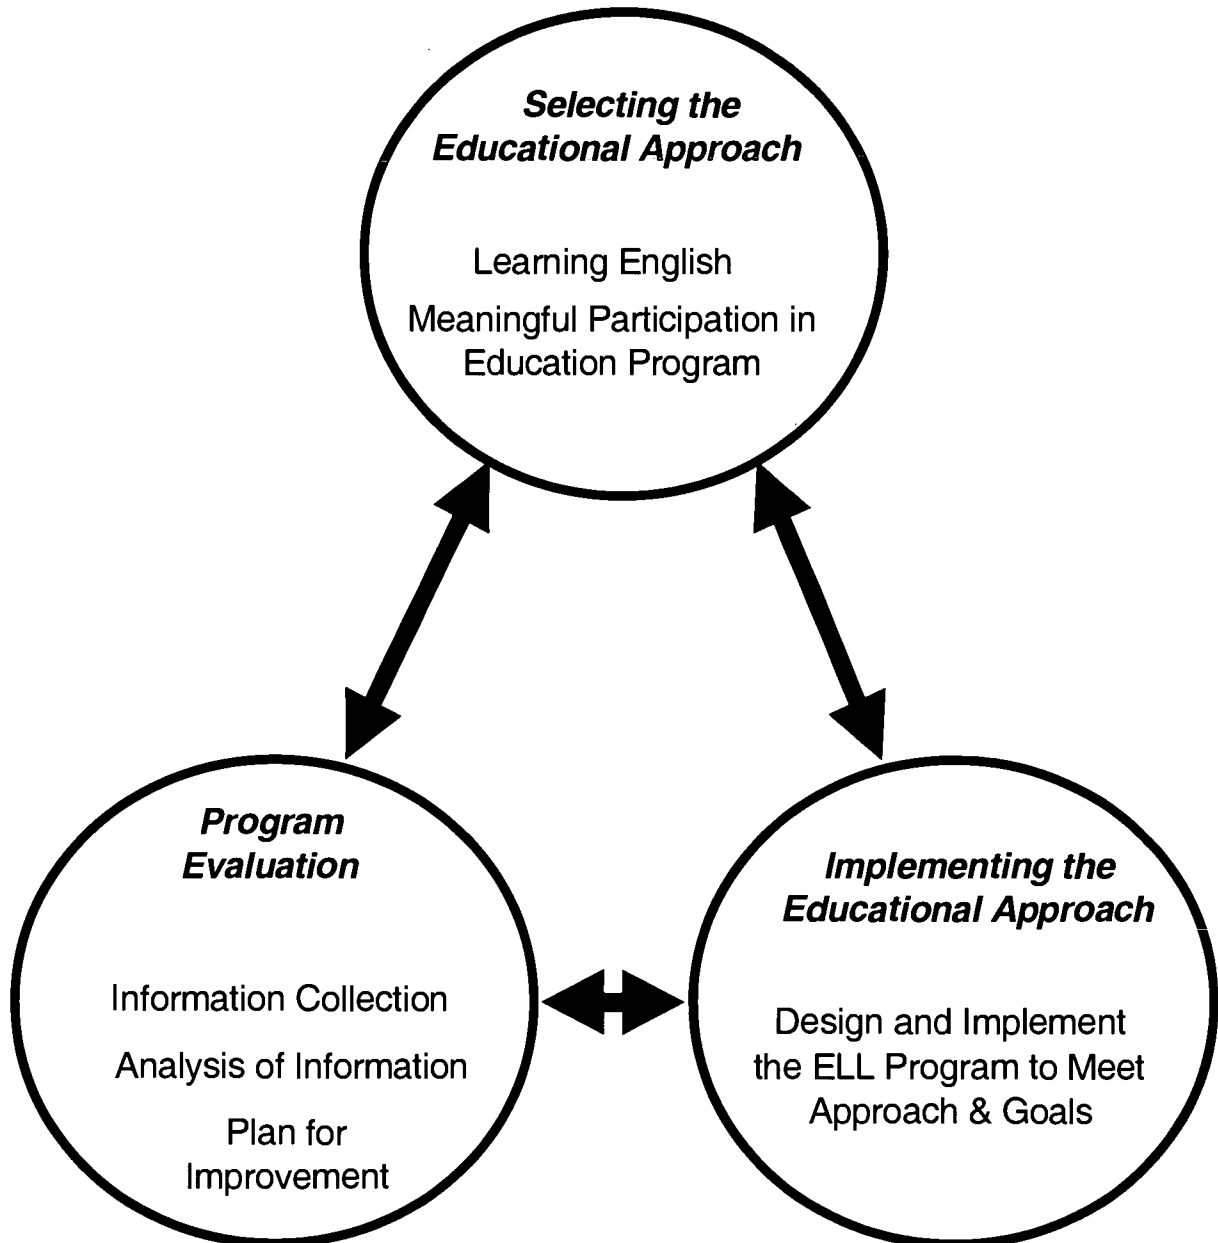 Selecting the
Educational Approach
Learning English
Meaningful Participation in
Education Program
Program
Evaluation
Information Collection
Analysis of Information
Plan for
Improvement
Implementing the
Educational Approach
Design and Implement
the ELL Program to Meet
Approach & Goals